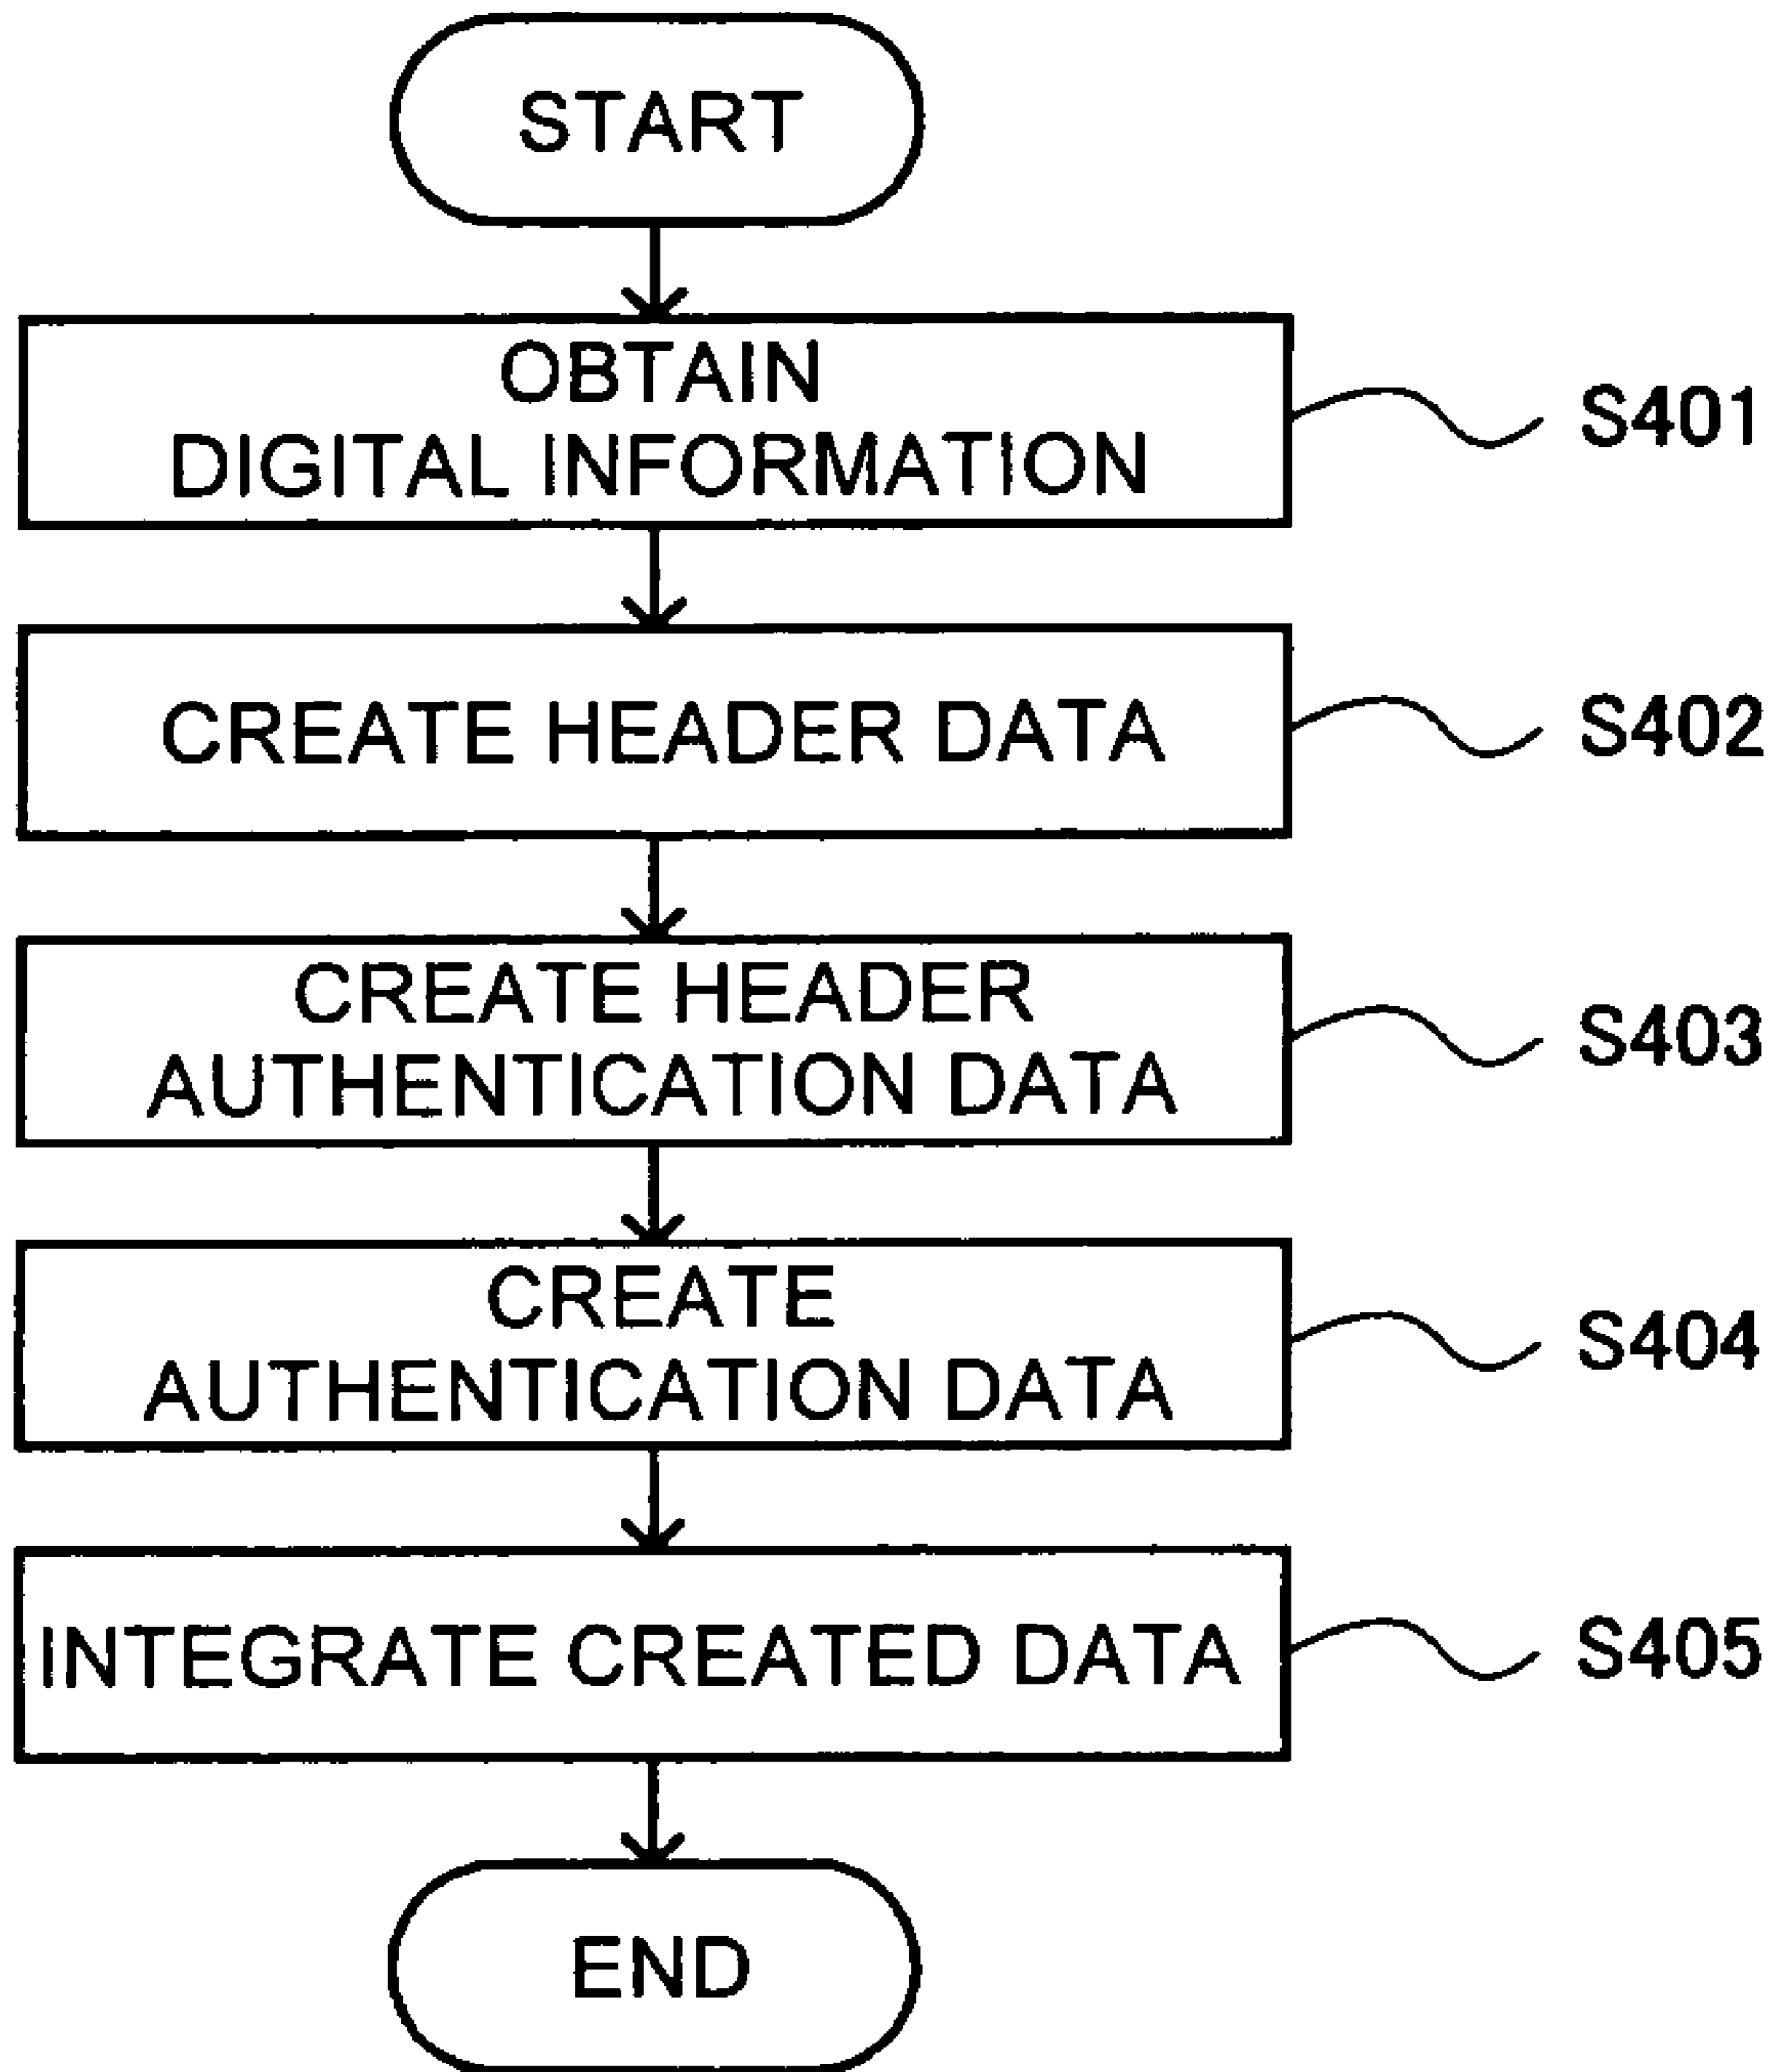 START
OBTAIN
DIGITAL INFORMATION
S401
CREATE HEADER DATA
S402
CREATE HEADER
AUTHENTICATION DATA
S403
CREATE
AUTHENTICATION DATA
S404
INTEGRATE CREATED DATA
S405
END